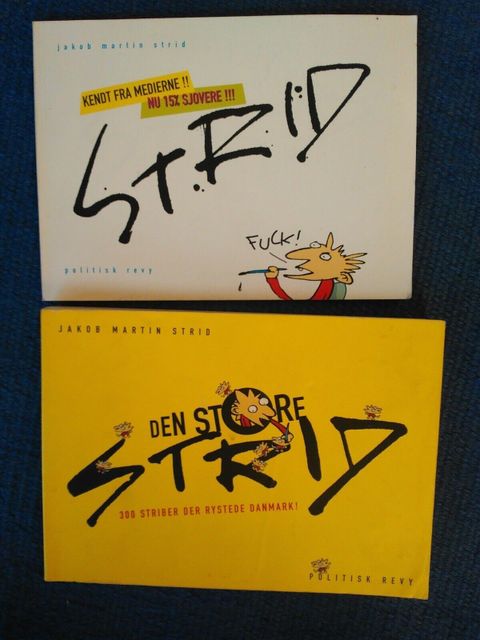 jakob martin strid
KENDT FRA MEDIERNE !!
NU 15% SJOVERE !!!
STRID
FUCK!
politisk revy
JAKOB MARTIN STRID
DEN STORE
STRID
300 STRIBER DER RYSTEDE DANMARK!
POLITISK REVY